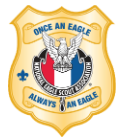 ONCE AN EAGLE
NATIONAL EAGLE SCOUT ASSOCIATION
ALWAYS AN EAGLE